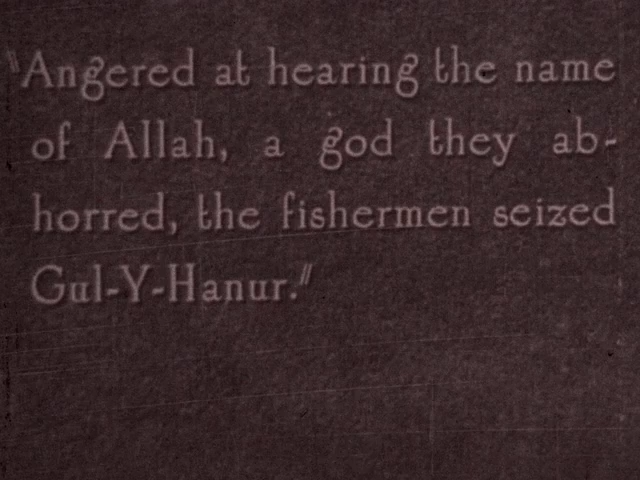 "Angered at hearing the name
of Allah, a god they ab-
horred, the fishermen seized
Gul-Y-Hanur."